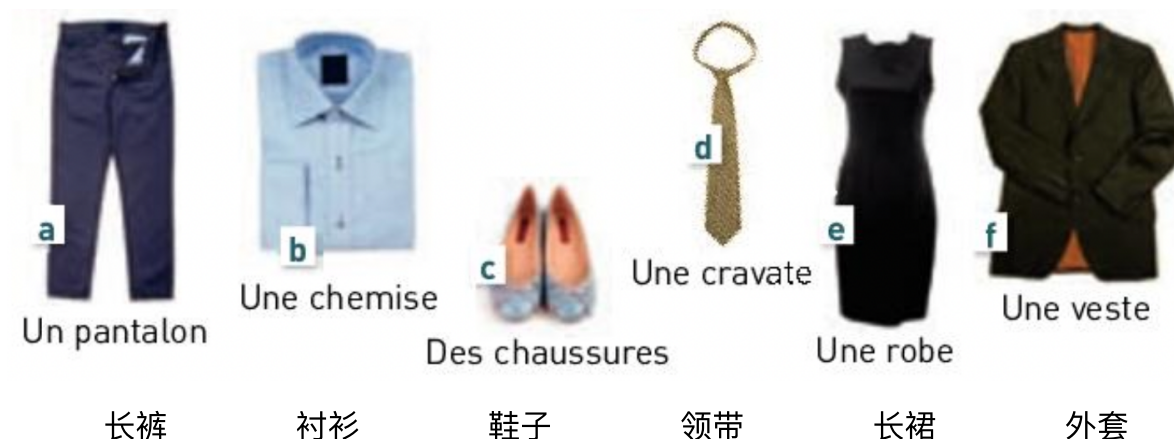 a
Un pantalon
b
Une chemise
c
Des chaussures
d
Une cravate
e
Une robe
f
Une veste
长裤 衬衫 鞋子 领带 长裙 外套